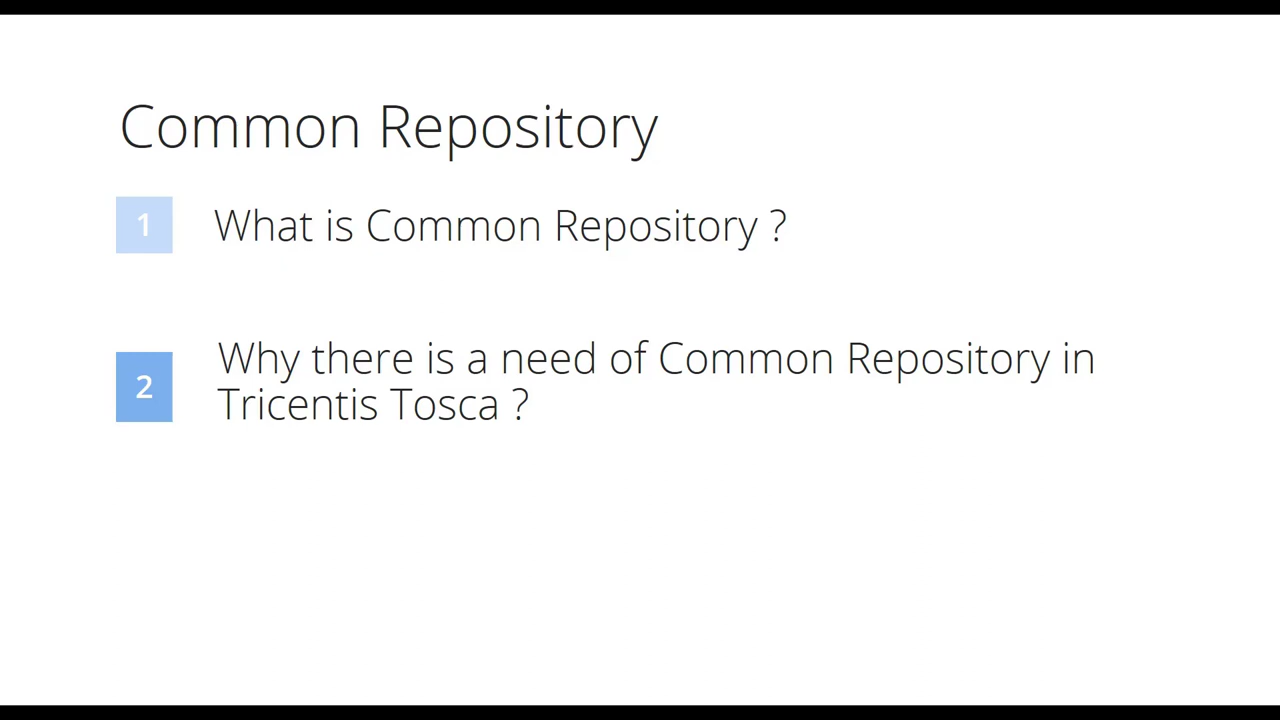 Common Repository
1 What is Common Repository ?
2 Why there is a need of Common Repository in
Tricentis Tosca ?